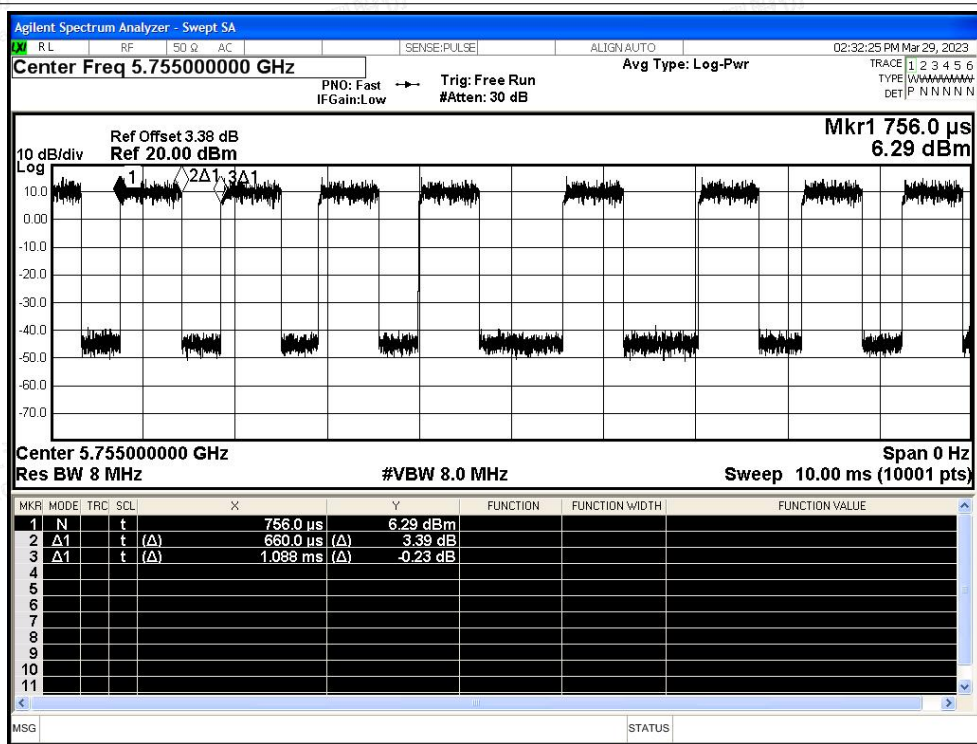 Agilent Spectrum Analyzer - Swept SA
LXI RL RF 50 Ω AC SENSE:PULSE ALIGN AUTO 02:32:25 PM Mar 29, 2023
Center Freq 5.755000000 GHz Avg Type: Log-Pwr TRACE 1 2 3 4 5 6
PNO: Fast Trig: Free Run TYPE WWWWWW
IFGain:Low #Atten: 30 dB DET P N N N N N
Mkr1 756.0 µs
Ref Offset 3.38 dB
10 dB/div Ref 20.00 dBm 6.29 dBm
Log
1 2Δ1 3Δ1
10.0
0.00
-10.0
-20.0
-30.0
-40.0
-50.0
-60.0
-70.0
Center 5.755000000 GHz Span 0 Hz
Res BW 8 MHz #VBW 8.0 MHz Sweep 10.00 ms (10001 pts)
MKR MODE TRC SCL X Y FUNCTION FUNCTION WIDTH FUNCTION VALUE
1 N t 756.0 µs 6.29 dBm
2 Δ1 t (Δ) 660.0 µs (Δ) 3.39 dB
3 Δ1 t (Δ) 1.088 ms (Δ) -0.23 dB
4
5
6
7
8
9
10
11
MSG STATUS